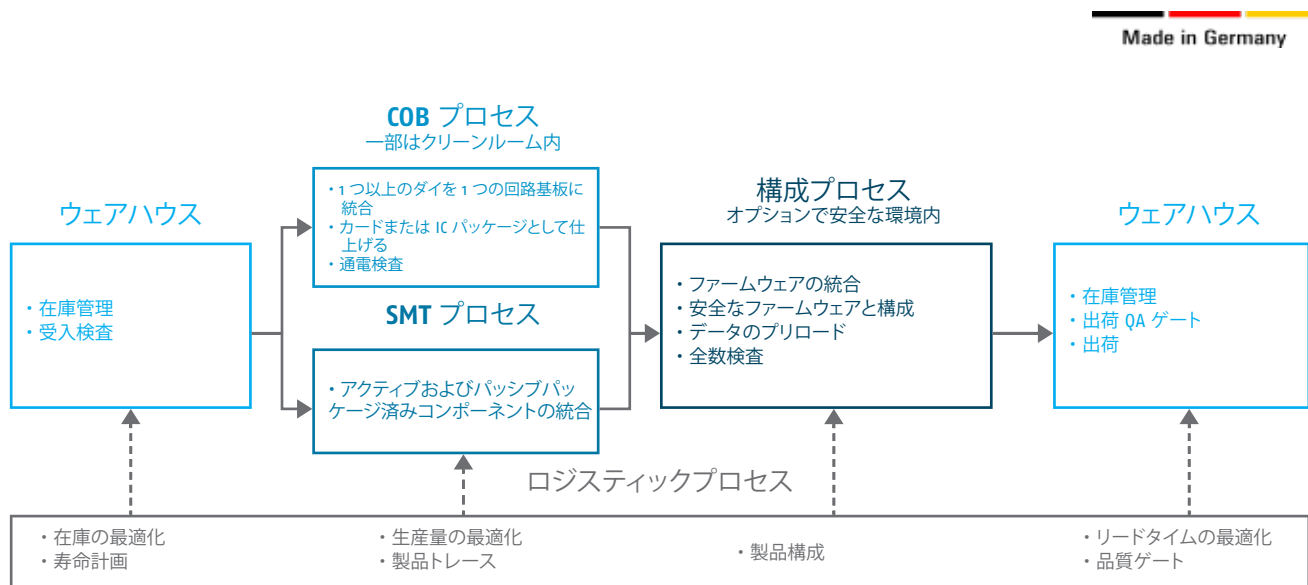 Made in Germany
COB プロセス
一部はクリーンルーム内
・1 つ以上のダイを 1 つの回路基板に
統合
・カードまたは IC パッケージとして仕
上げる
・通電検査
ウェアハウス
・在庫管理
・受入検査
SMT プロセス
・アクティブおよびパッシブパッ
ケージ済みコンポーネントの統合
構成プロセス
オプションで安全な環境内
・ファームウェアの統合
・安全なファームウェアと構成
・データのプリロード
・全数検査
ウェアハウス
・在庫管理
・出荷 QA ゲート
・出荷
ロジスティックプロセス
・在庫の最適化
・寿命計画
・生産量の最適化
・製品トレース
・製品構成
・リードタイムの最適化
・品質ゲート